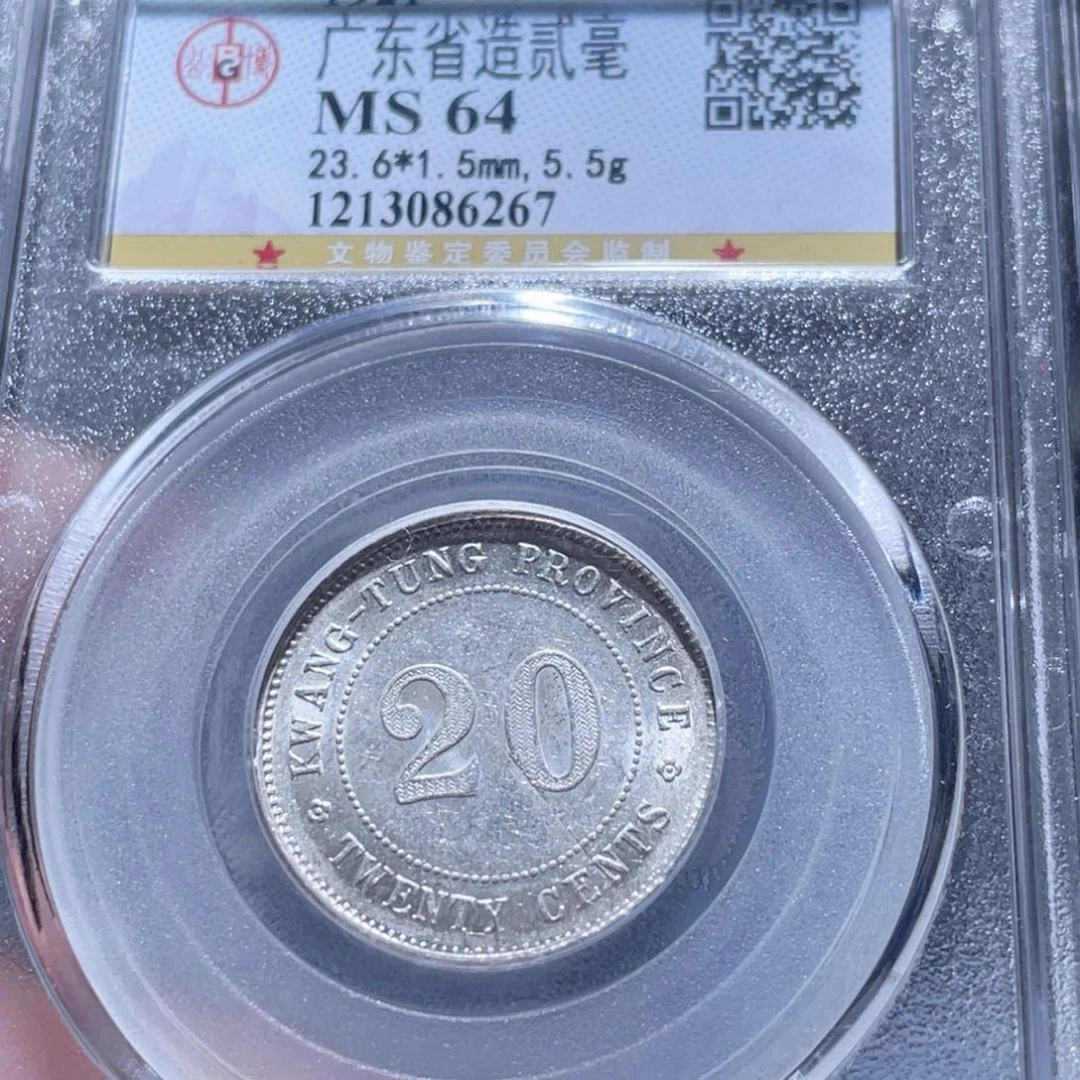 广东省造贰毫
MS 64
23.6*1.5mm,5.5g
1213086267
文物鉴定委员会监制
KWANG-TUNG PROVINCE
20
TWENTY CENTS